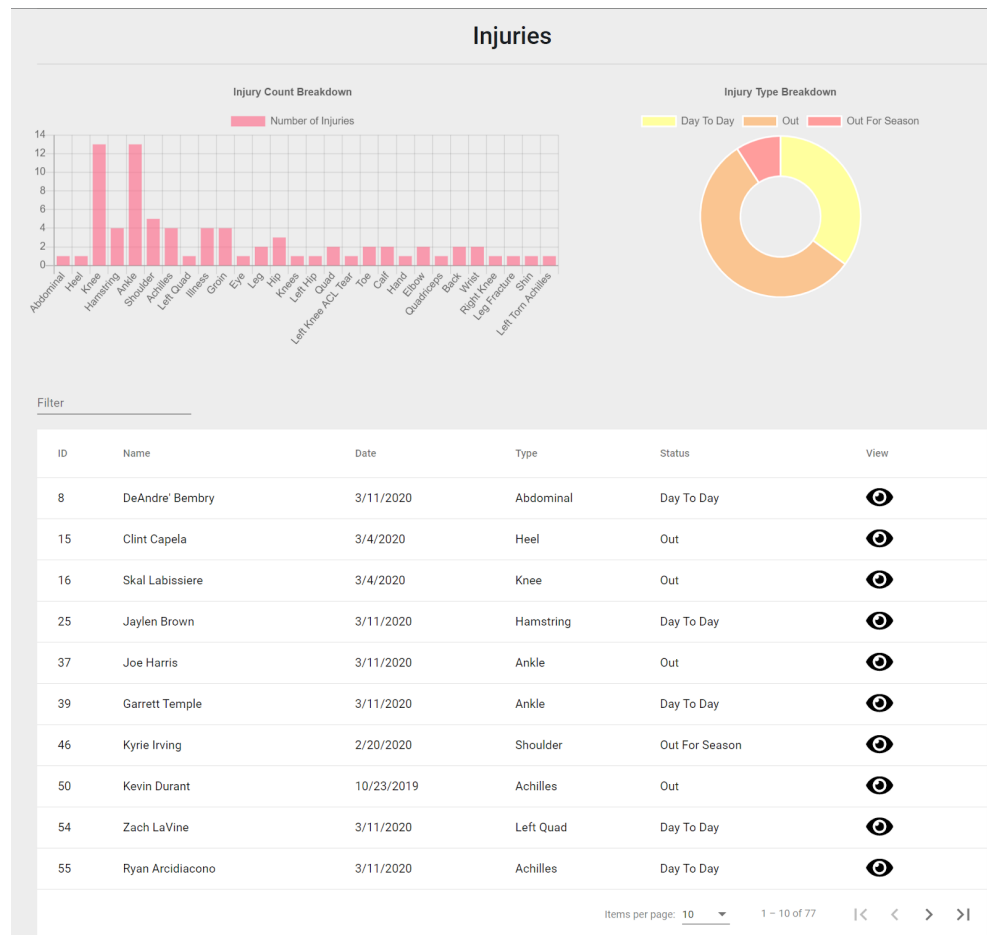 Injuries
Injury Count Breakdown
Number of Injuries
14
12
10
8
6
4
2
0
Abdominal
Heel
Knee
Hamstring
Ankle
Shoulder
Achilles
Left Quad
Illness
Groin
Eye
Leg
Hip
Knees
Left Hip
Quad
Left Knee ACL Tear
Toe
Calf
Hand
Elbow
Quadriceps
Back
Wrist
Right Knee
Leg Fracture
Shin
Left Torn Achilles
Injury Type Breakdown
Day To Day Out Out For Season
Filter
ID Name Date Type Status View
8 DeAndre' Bembry 3/11/2020 Abdominal Day To Day
15 Clint Capela 3/4/2020 Heel Out
16 Skal Labissiere 3/4/2020 Knee Out
25 Jaylen Brown 3/11/2020 Hamstring Day To Day
37 Joe Harris 3/11/2020 Ankle Out
39 Garrett Temple 3/11/2020 Ankle Day To Day
46 Kyrie Irving 2/20/2020 Shoulder Out For Season
50 Kevin Durant 10/23/2019 Achilles Out
54 Zach LaVine 3/11/2020 Left Quad Day To Day
55 Ryan Arcidiacono 3/11/2020 Achilles Day To Day
Items per page: 10 1 – 10 of 77